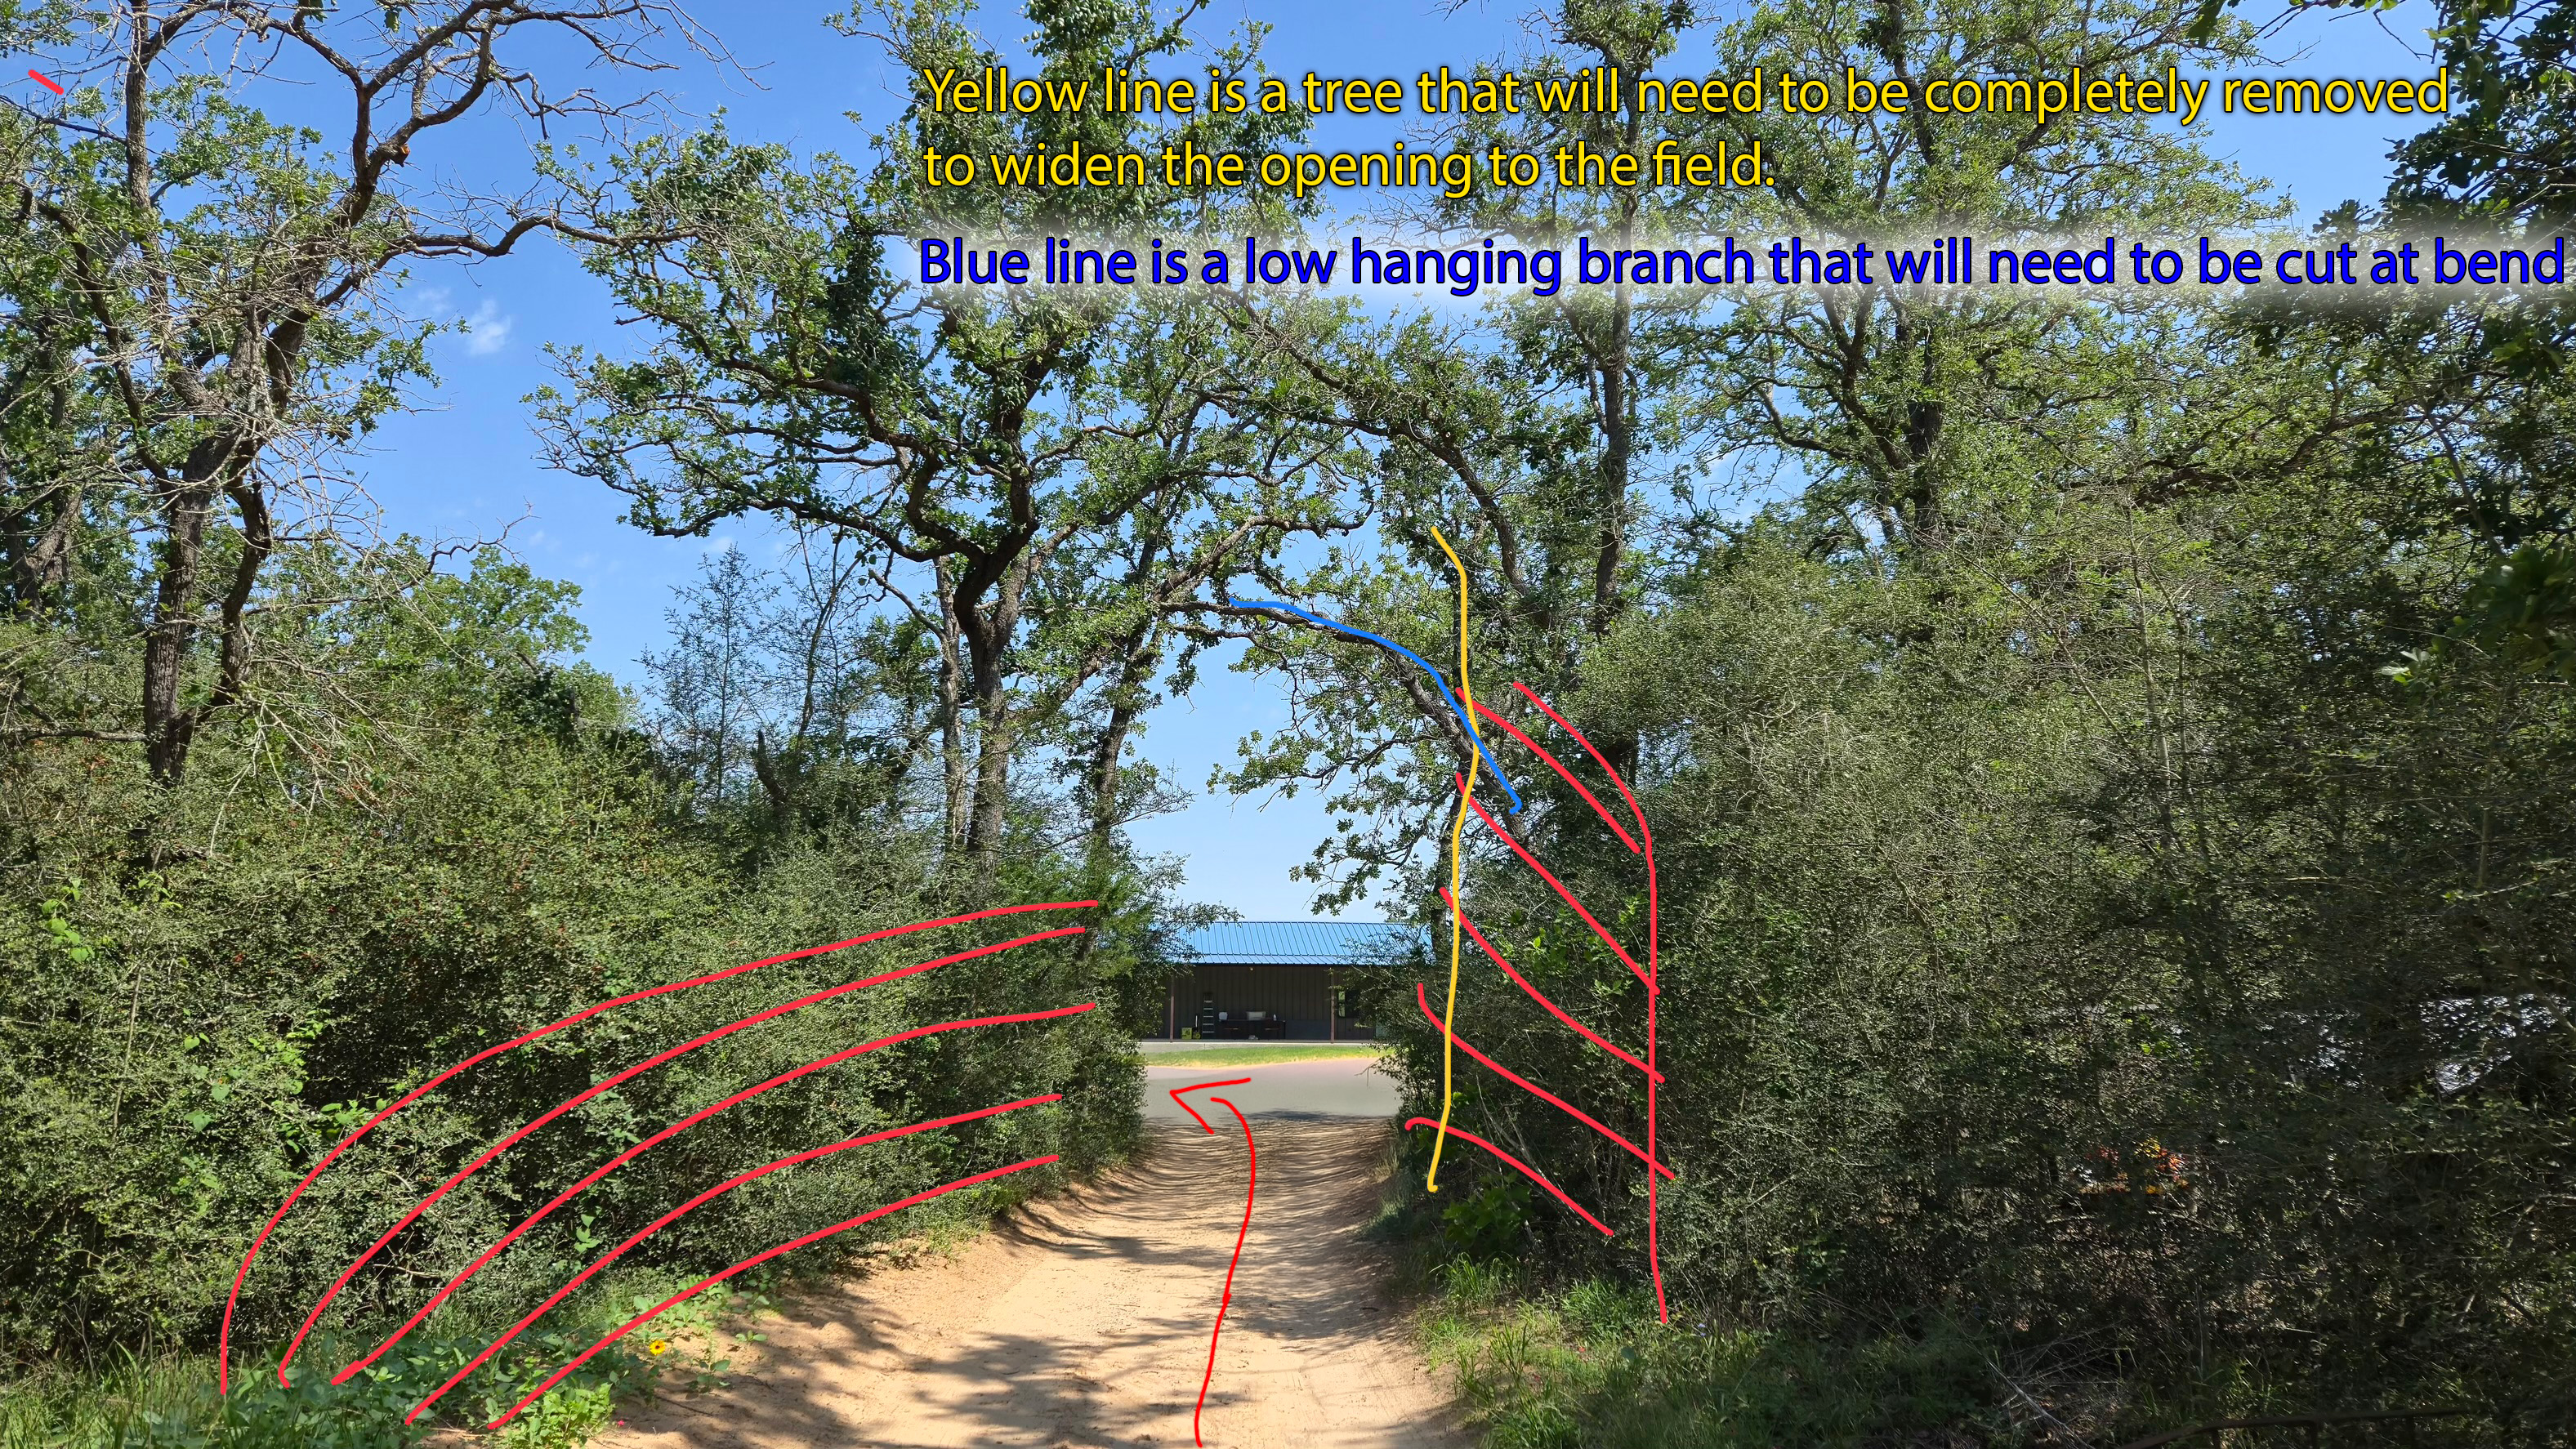 Yellow line is a tree that will need to be completely removed
to widen the opening to the field.
Blue line is a low hanging branch that will need to be cut at bend